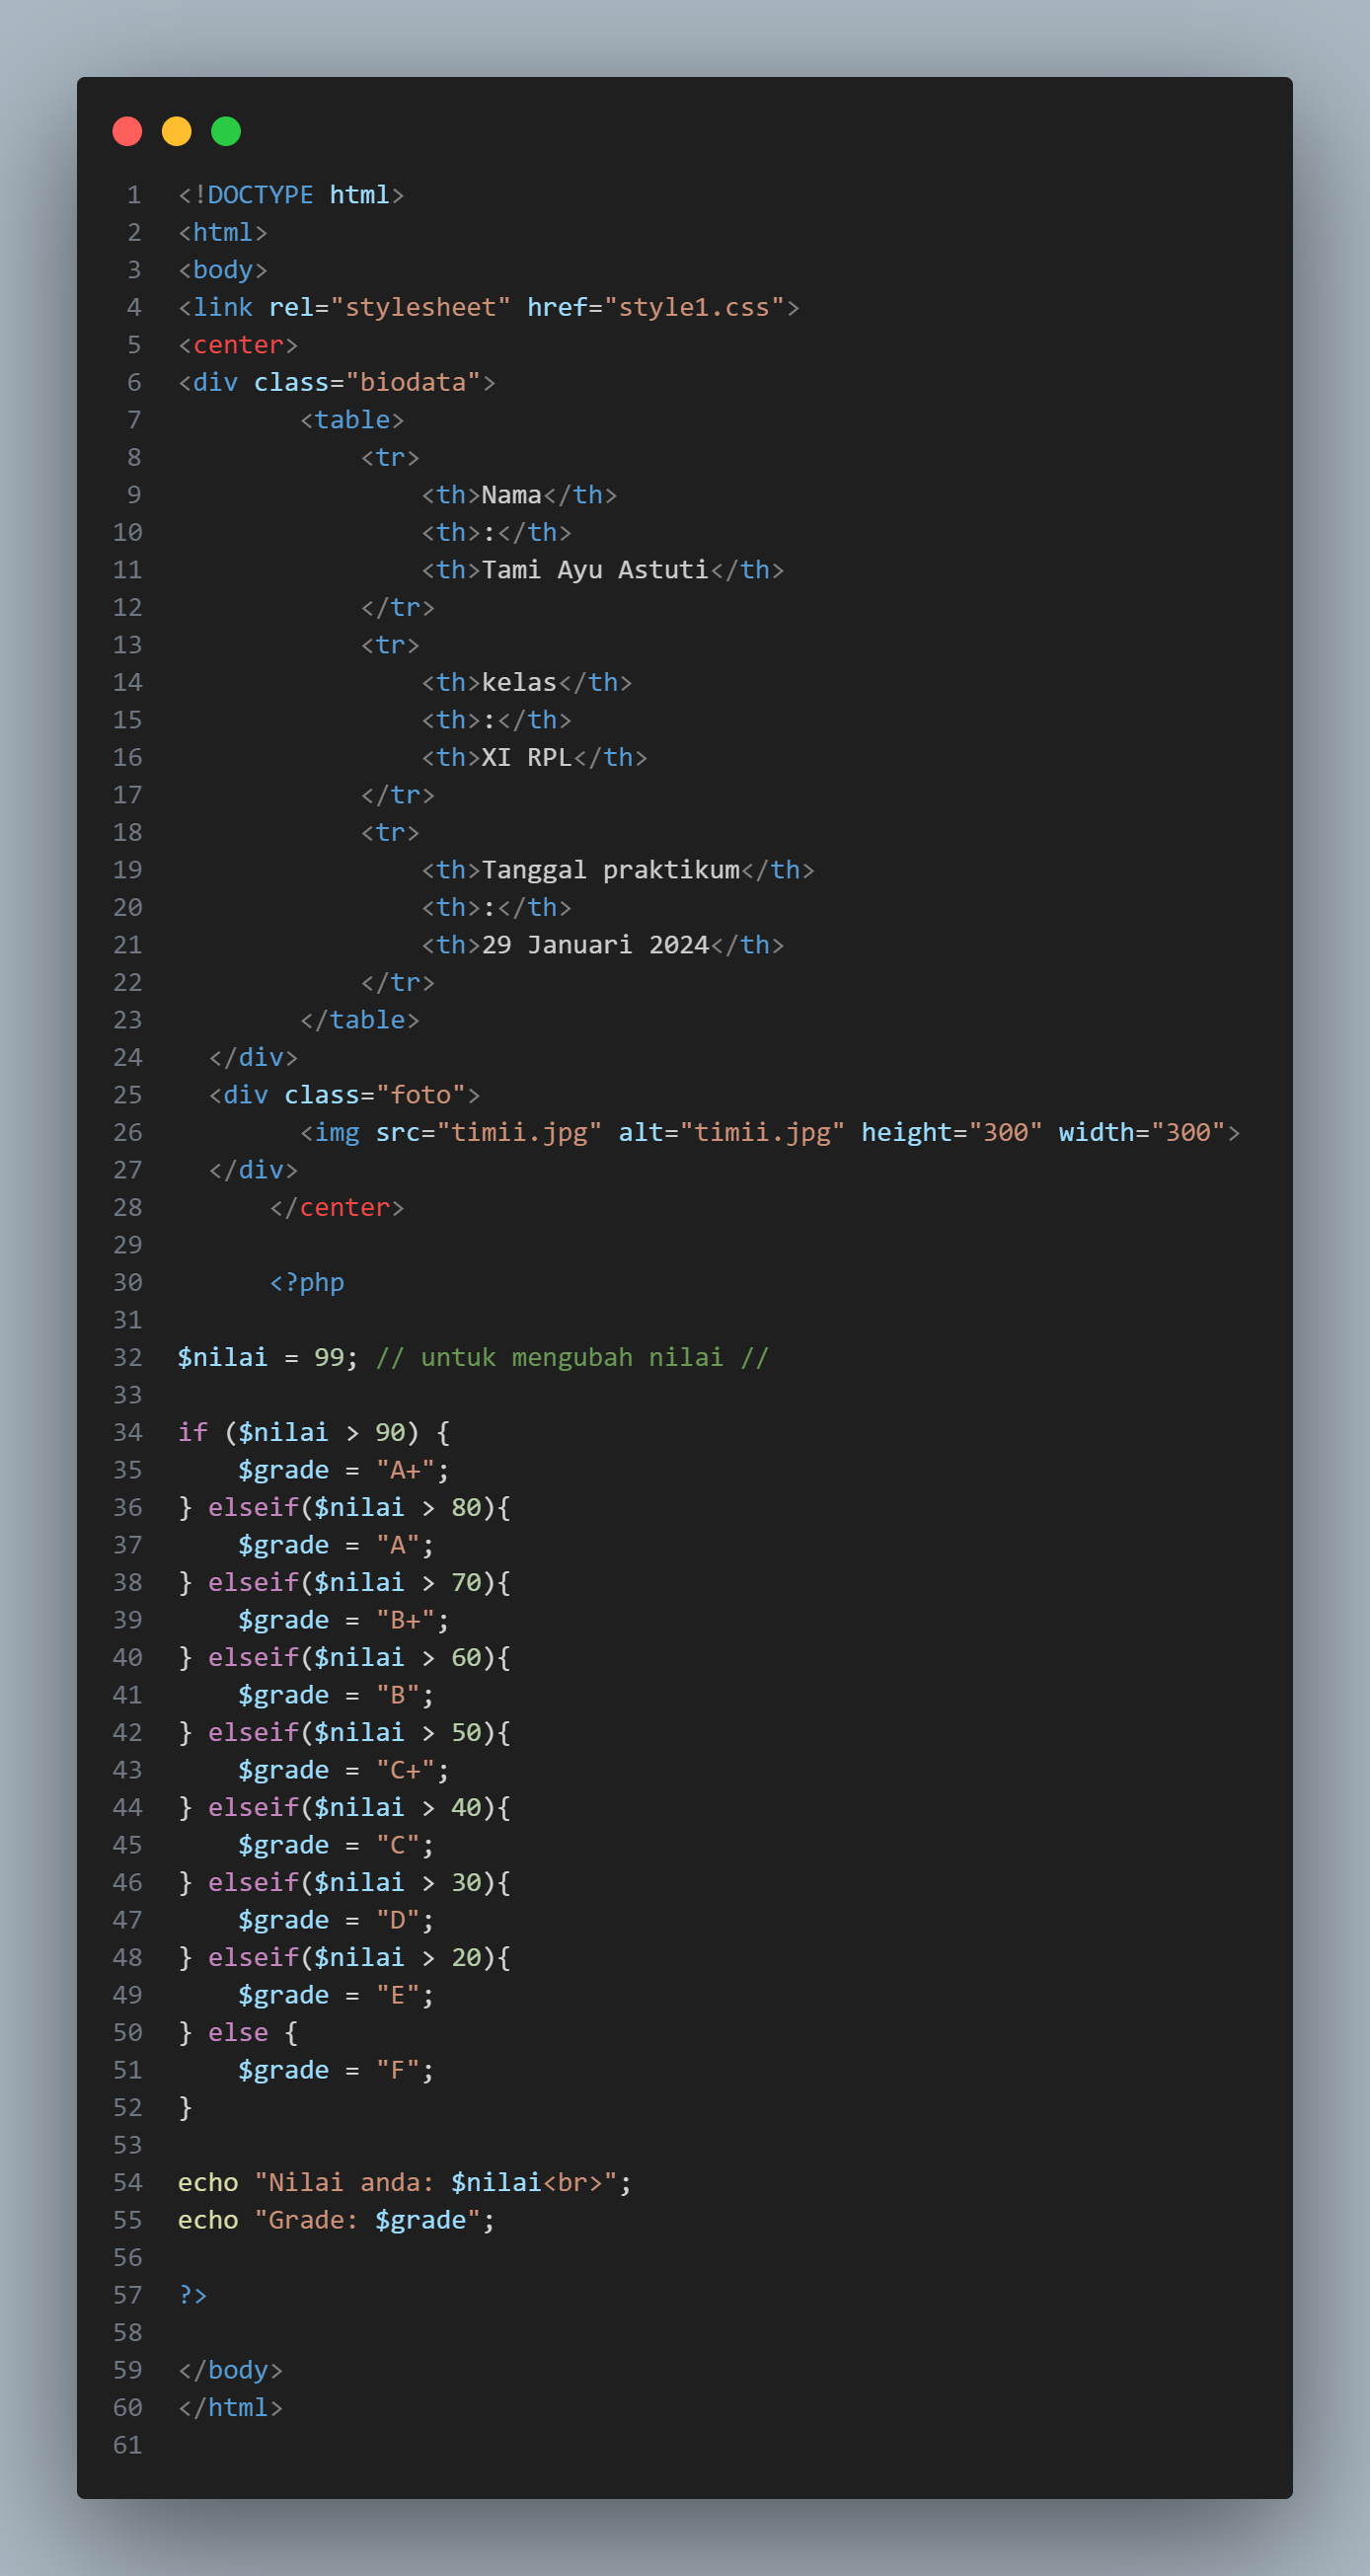 1 <!DOCTYPE html>
2 <html>
3 <body>
4 <link rel="stylesheet" href="style1.css">
5 <center>
6 <div class="biodata">
7         <table>
8             <tr>
9                 <th>Nama</th>
10                 <th>:</th>
11                 <th>Tami Ayu Astuti</th>
12             </tr>
13             <tr>
14                 <th>kelas</th>
15                 <th>:</th>
16                 <th>XI RPL</th>
17             </tr>
18             <tr>
19                 <th>Tanggal praktikum</th>
20                 <th>:</th>
21                 <th>29 Januari 2024</th>
22             </tr>
23         </table>
24   </div>
25   <div class="foto">
26         <img src="timii.jpg" alt="timii.jpg" height="300" width="300">
27   </div>
28       </center>
29
30       <?php
31
32 $nilai = 99; // untuk mengubah nilai //
33
34 if ($nilai > 90) {
35     $grade = "A+";
36 } elseif($nilai > 80){
37     $grade = "A";
38 } elseif($nilai > 70){
39     $grade = "B+";
40 } elseif($nilai > 60){
41     $grade = "B";
42 } elseif($nilai > 50){
43     $grade = "C+";
44 } elseif($nilai > 40){
45     $grade = "C";
46 } elseif($nilai > 30){
47     $grade = "D";
48 } elseif($nilai > 20){
49     $grade = "E";
50 } else {
51     $grade = "F";
52 }
53
54 echo "Nilai anda: $nilai<br>";
55 echo "Grade: $grade";
56
57 ?>
58
59 </body>
60 </html>
61